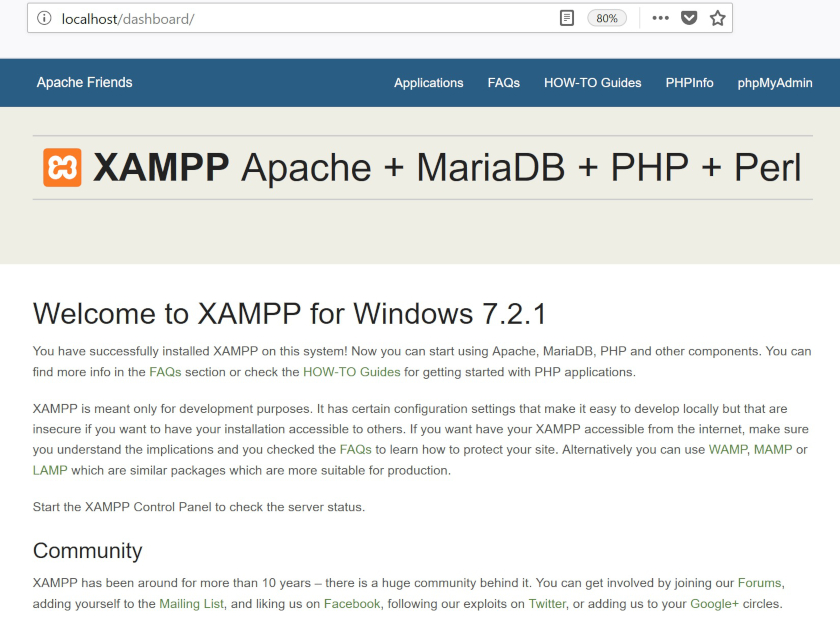 localhost/dashboard/
80%
Apache Friends
Applications
FAQs
HOW-TO Guides
PHPInfo
phpMyAdmin
XAMPP Apache + MariaDB + PHP + Perl
Welcome to XAMPP for Windows 7.2.1
You have successfully installed XAMPP on this system! Now you can start using Apache, MariaDB, PHP and other components. You can
find more info in the FAQs section or check the HOW-TO Guides for getting started with PHP applications.
XAMPP is meant only for development purposes. It has certain configuration settings that make it easy to develop locally but that are
insecure if you want to have your installation accessible to others. If you want have your XAMPP accessible from the internet, make sure
you understand the implications and you checked the FAQs to learn how to protect your site. Alternatively you can use WAMP, MAMP or
LAMP which are similar packages which are more suitable for production.
Start the XAMPP Control Panel to check the server status.
Community
XAMPP has been around for more than 10 years – there is a huge community behind it. You can get involved by joining our Forums,
adding yourself to the Mailing List, and liking us on Facebook, following our exploits on Twitter, or adding us to your Google+ circles.